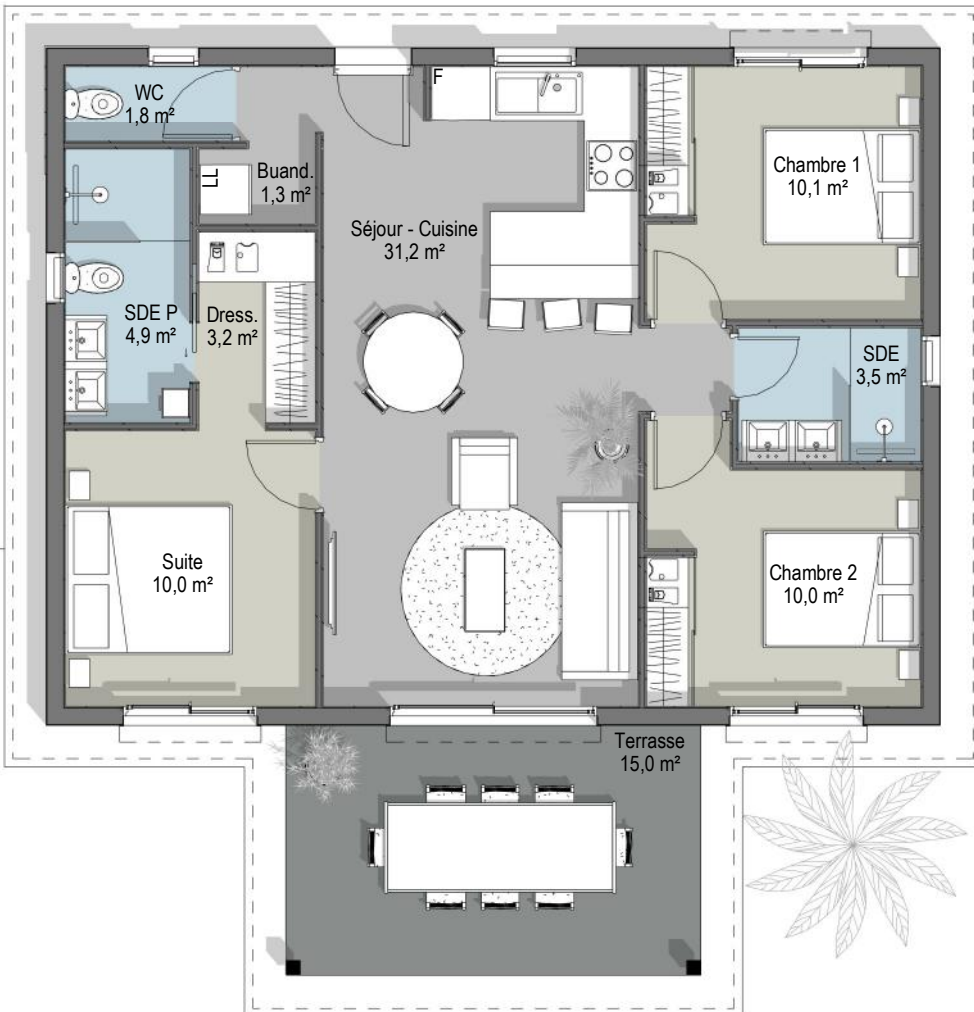 WC
1,8 m²
F
LL
Buand.
1,3 m²
Chambre 1
10,1 m²
Séjour - Cuisine
31,2 m²
SDE P
4,9 m²
Dress.
3,2 m²
SDE
3,5 m²
Suite
10,0 m²
Chambre 2
10,0 m²
Terrasse
15,0 m²